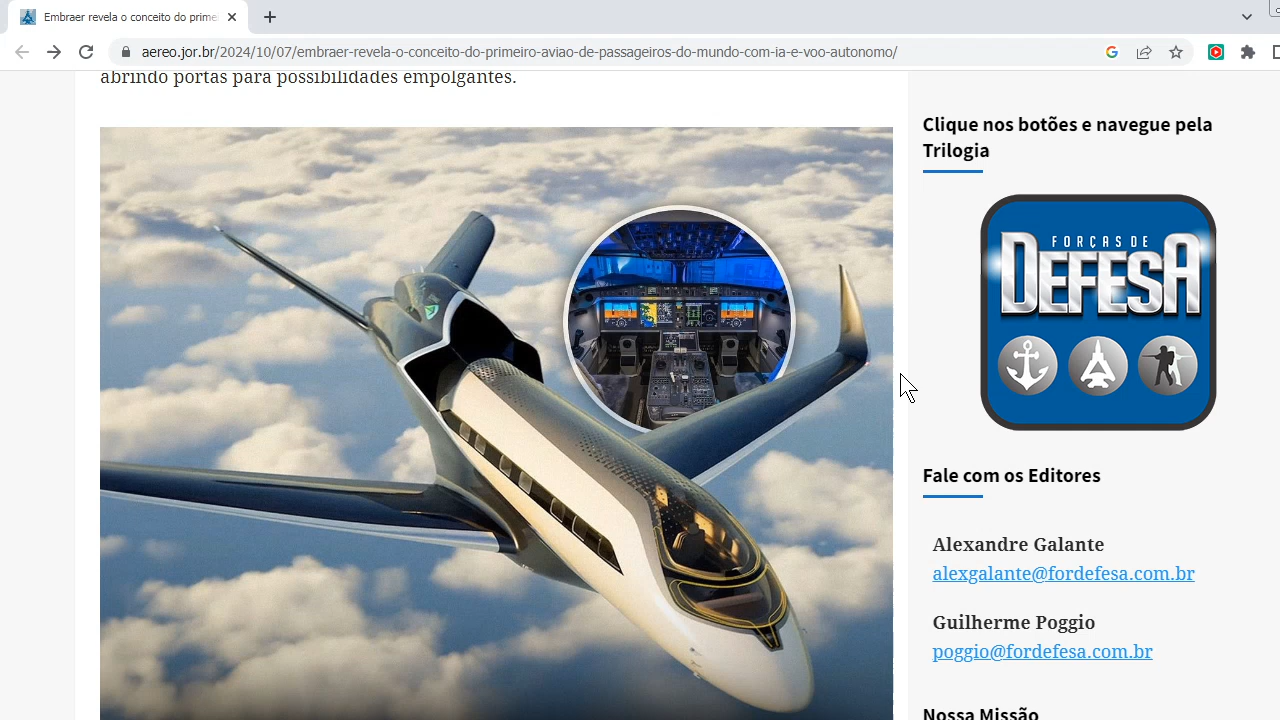 Embraer revela o conceito do prime
aereo.jor.br/2024/10/07/embraer-revela-o-conceito-do-primeiro-aviao-de-passageiros-do-mundo-com-ia-e-voo-autonomo/
abrindo portas para possibilidades empolgantes.
Clique nos botões e navegue pela
Trilogia
FORÇAS DE
DEFESA
Fale com os Editores
Alexandre Galante
alexgalante@fordefesa.com.br
Guilherme Poggio
poggio@fordefesa.com.br
Nossa Missão